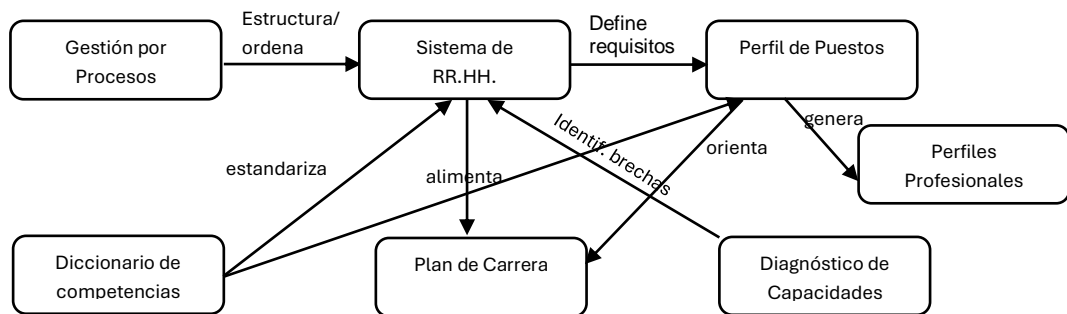 Gestión por
Procesos
Estructura/
ordena
Sistema de
RR.HH.
Define
requisitos
Perfil de Puestos
estandariza
alimenta
Identif. brechas
orienta
genera
Perfiles
Profesionales
Diccionario de
competencias
Plan de Carrera
Diagnóstico de
Capacidades